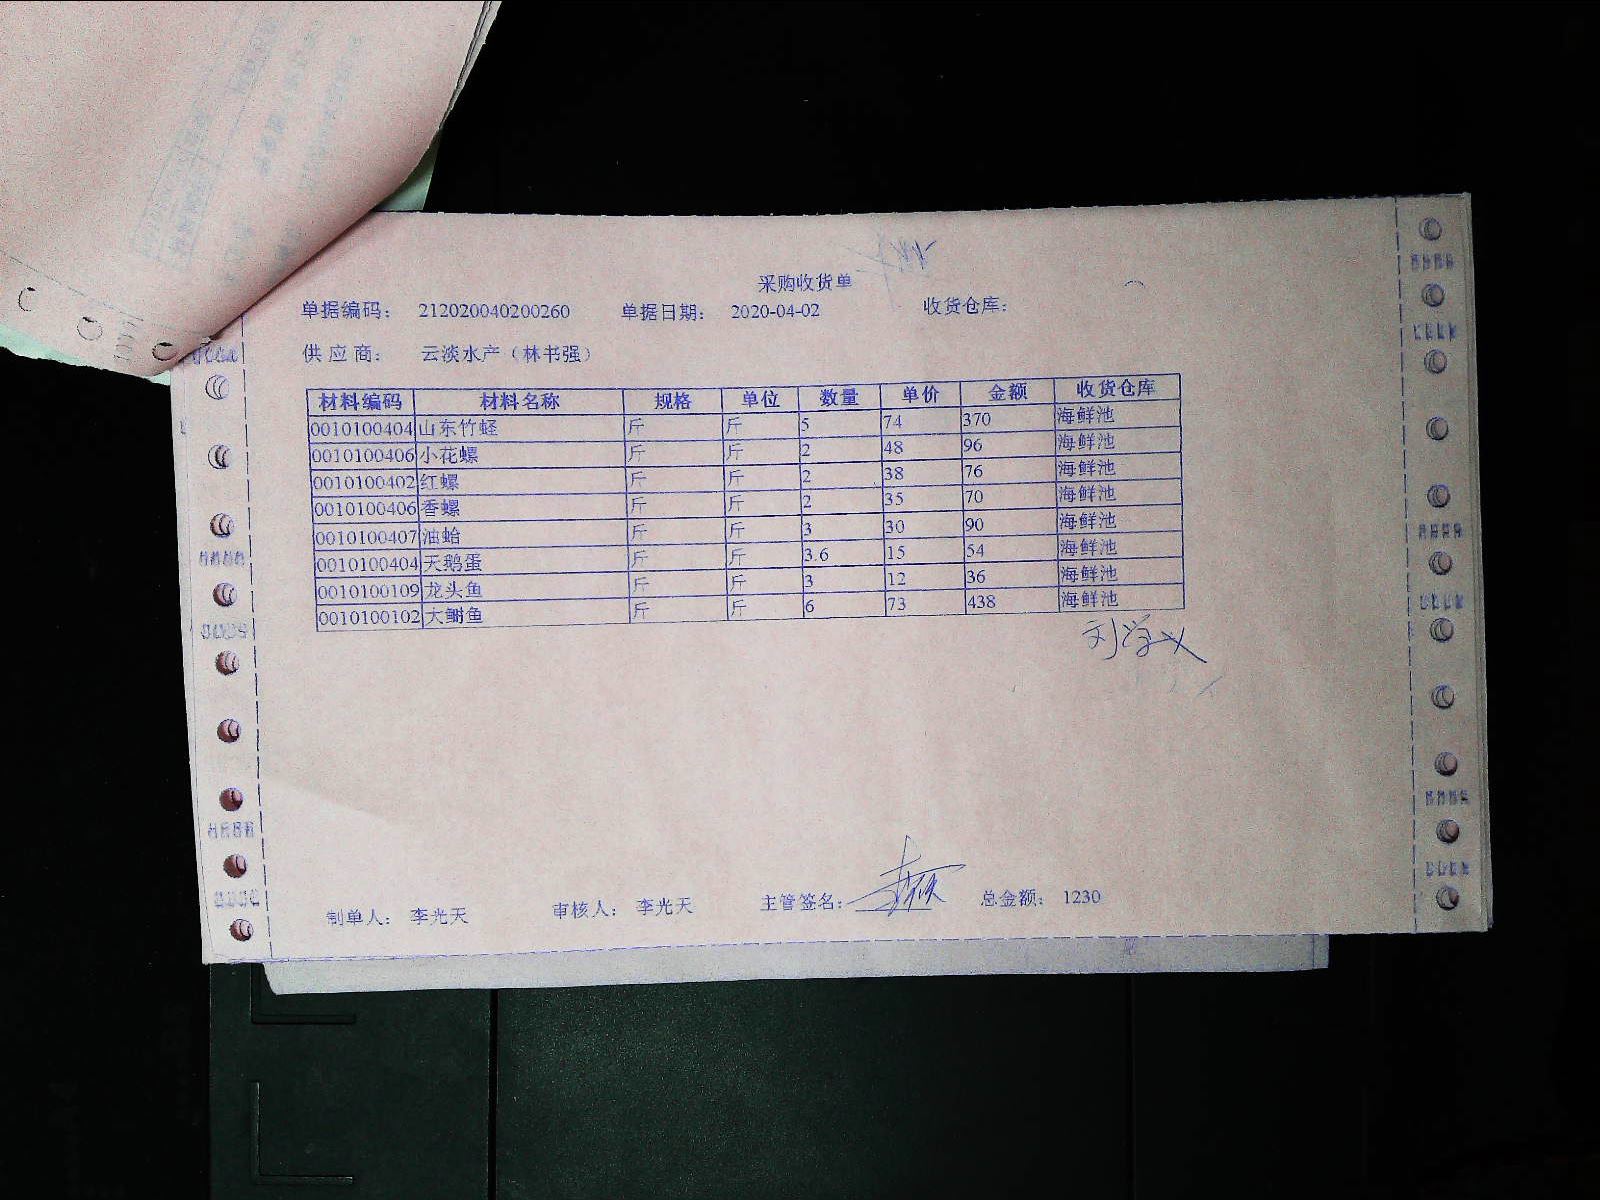 采购收货单
单据编码： 212020040200260 单据日期： 2020-04-02 收货仓库：
供 应 商： 云淡水产（林书强）
材料编码 材料名称 规格 单位 数量 单价 金额 收货仓库
0010100404 山东竹蛏 斤 斤 5 74 370 海鲜池
0010100406 小花螺 斤 斤 2 48 96 海鲜池
0010100402 红螺 斤 斤 2 38 76 海鲜池
0010100406 香螺 斤 斤 2 35 70 海鲜池
0010100407 油蛤 斤 斤 3 30 90 海鲜池
0010100404 天鹅蛋 斤 斤 3.6 15 54 海鲜池
0010100109 龙头鱼 斤 斤 3 12 36 海鲜池
0010100102 大鲥鱼 斤 斤 6 73 438 海鲜池
刘学义
制单人： 李光天 审核人： 李光天 主管签名： 总金额： 1230